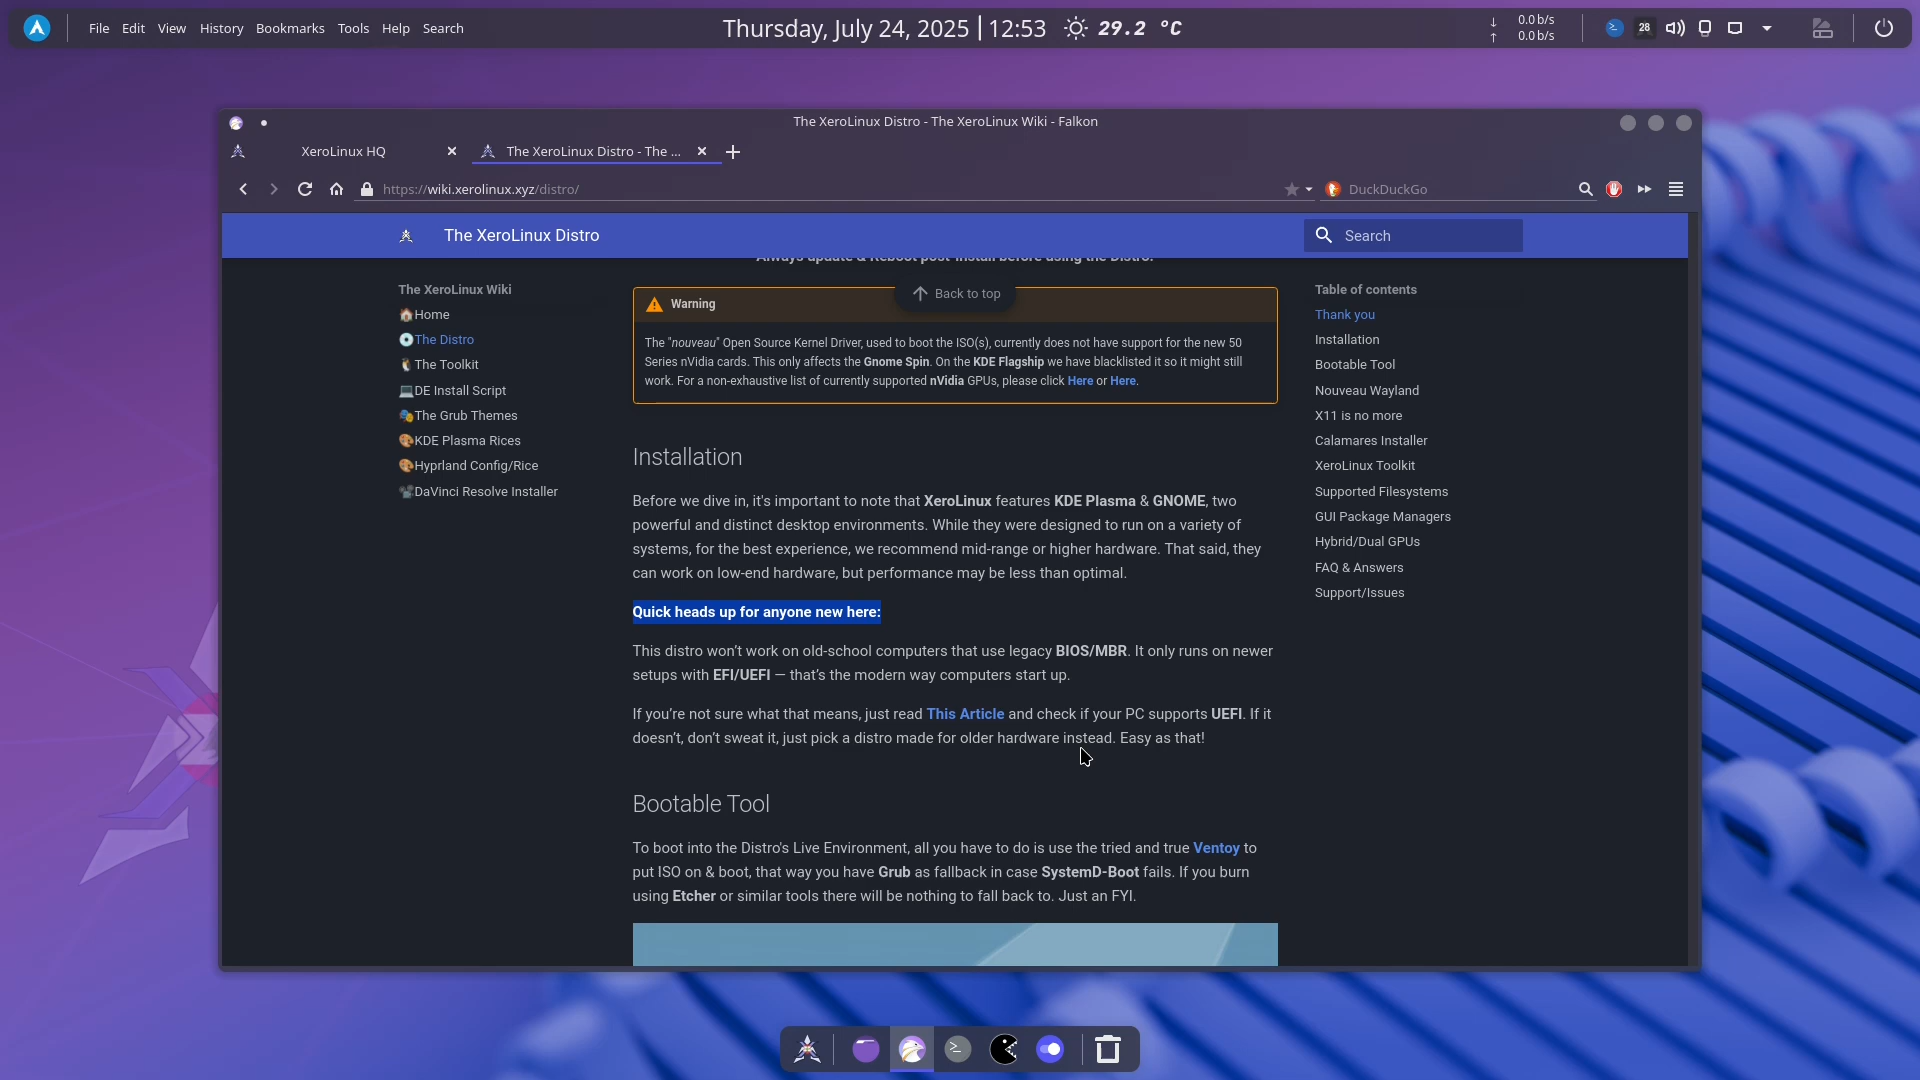 File Edit View History Bookmarks Tools Help Search
Thursday, July 24, 2025 | 12:53 29.2 °C
0.0 b/s
0.0 b/s
28
The XeroLinux Distro - The XeroLinux Wiki - Falkon
XeroLinux HQ
The XeroLinux Distro - The ...
https://wiki.xerolinux.xyz/distro/
DuckDuckGo
The XeroLinux Distro
Search
Always update & Reboot post-install before using the Distro.
Back to top
The XeroLinux Wiki
Home
The Distro
The Toolkit
DE Install Script
The Grub Themes
KDE Plasma Rices
Hyprland Config/Rice
DaVinci Resolve Installer
Warning
The "nouveau" Open Source Kernel Driver, used to boot the ISO(s), currently does not have support for the new 50
Series nVidia cards. This only affects the Gnome Spin. On the KDE Flagship we have blacklisted it so it might still
work. For a non-exhaustive list of currently supported nVidia GPUs, please click Here or Here.
Installation
Before we dive in, it's important to note that XeroLinux features KDE Plasma & GNOME, two
powerful and distinct desktop environments. While they were designed to run on a variety of
systems, for the best experience, we recommend mid-range or higher hardware. That said, they
can work on low-end hardware, but performance may be less than optimal.
Quick heads up for anyone new here:
This distro won’t work on old-school computers that use legacy BIOS/MBR. It only runs on newer
setups with EFI/UEFI — that’s the modern way computers start up.
If you’re not sure what that means, just read This Article and check if your PC supports UEFI. If it
doesn’t, don’t sweat it, just pick a distro made for older hardware instead. Easy as that!
Bootable Tool
To boot into the Distro's Live Environment, all you have to do is use the tried and true Ventoy to
put ISO on & boot, that way you have Grub as fallback in case SystemD-Boot fails. If you burn
using Etcher or similar tools there will be nothing to fall back to. Just an FYI.
Table of contents
Thank you
Installation
Bootable Tool
Nouveau Wayland
X11 is no more
Calamares Installer
XeroLinux Toolkit
Supported Filesystems
GUI Package Managers
Hybrid/Dual GPUs
FAQ & Answers
Support/Issues